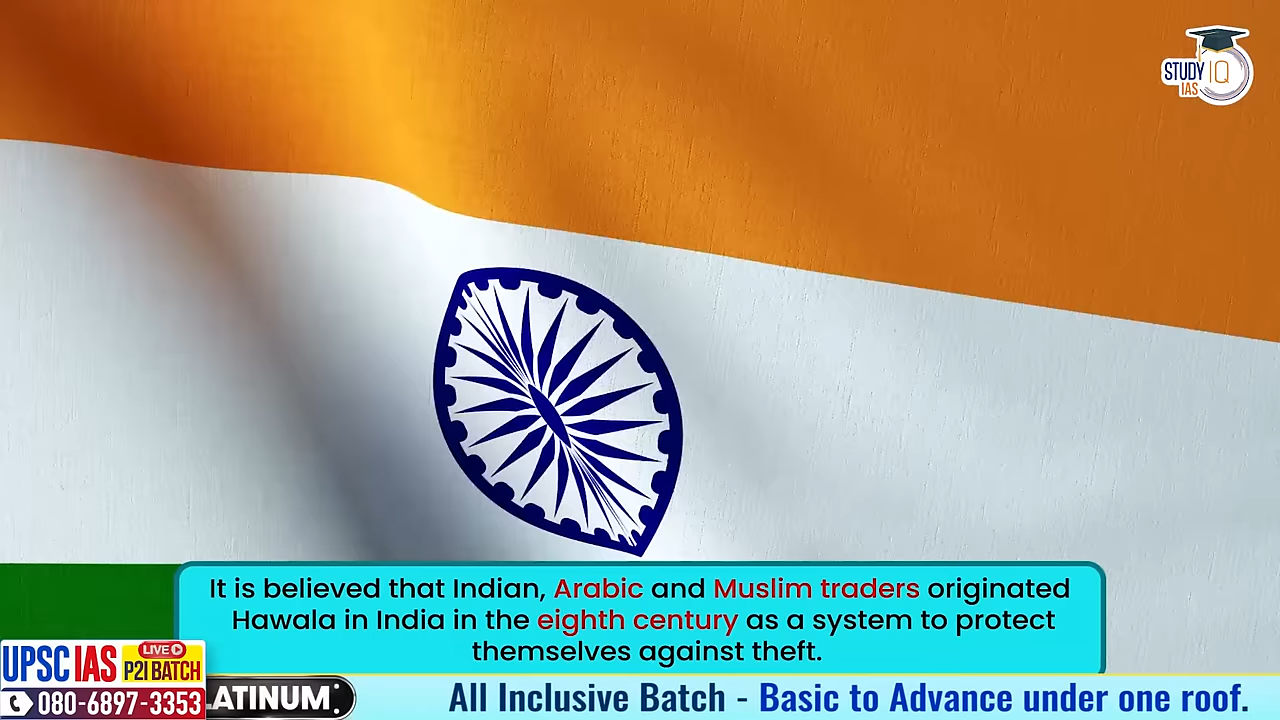 STUDY IQ
IAS
It is believed that Indian, Arabic and Muslim traders originated
Hawala in India in the eighth century as a system to protect
themselves against theft.
UPSC IAS LIVE
P2I BATCH
080-6897-3353
LATINUM
All Inclusive Batch - Basic to Advance under one roof.